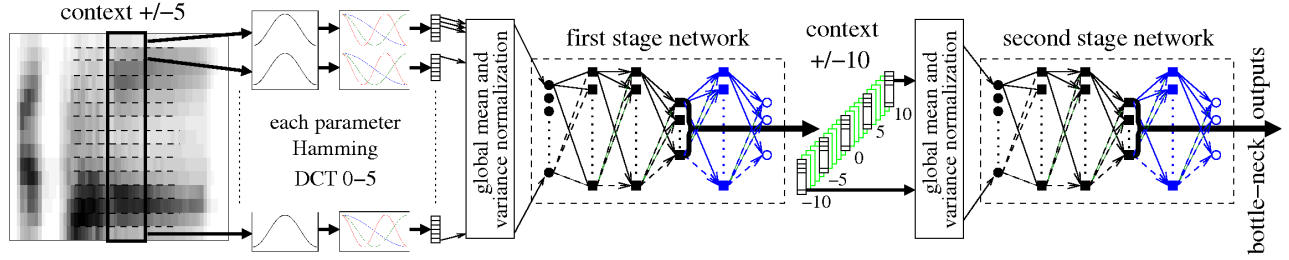 context +/−5
each parameter
Hamming
DCT 0−5
global mean and
variance normalization
first stage network
context
+/−10
10
5
0
−5
−10
global mean and
variance normalization
second stage network
bottle−neck outputs